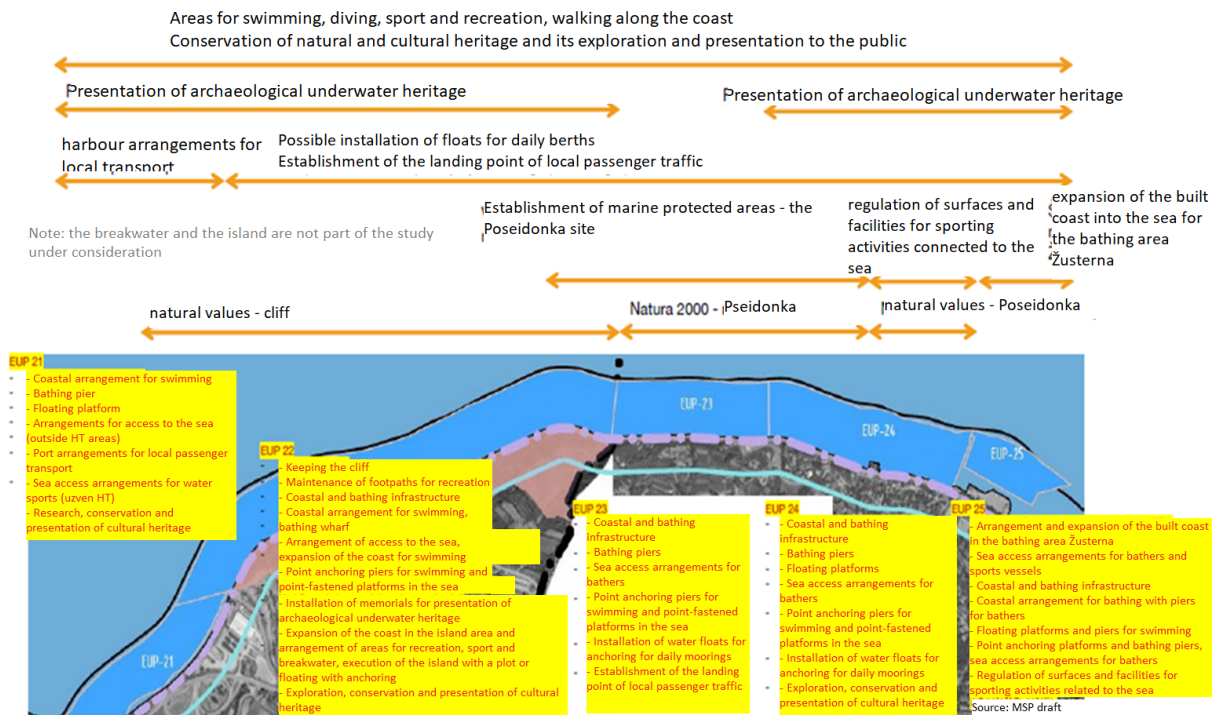 Areas for swimming, diving, sport and recreation, walking along the coast
Conservation of natural and cultural heritage and its exploration and presentation to the public
Presentation of archaeological underwater heritage
Presentation of archaeological underwater heritage
harbour arrangements for
local transport
Possible installation of floats for daily berths
Establishment of the landing point of local passenger traffic
Note: the breakwater and the island are not part of the study
under consideration
Establishment of marine protected areas - the
Poseidonka site
regulation of surfaces and
facilities for sporting
activities connected to the
sea
expansion of the built
coast into the sea for
the bathing area
Žusterna
natural values - cliff
Natura 2000 - Pseidonka
natural values - Poseidonka
EUP 21
- Coastal arrangement for swimming
- Bathing pier
- Floating platform
- Arrangements for access to the sea
(outside HT areas)
- Port arrangements for local passenger
transport
- Sea access arrangements for water
sports (uzven HT)
- Research, conservation and
presentation of cultural heritage
EUP 22
- Keeping the cliff
- Maintenance of footpaths for recreation
- Coastal and bathing infrastructure
- Coastal arrangement for swimming,
bathing wharf
- Arrangement of access to the sea,
expansion of the coast for swimming
- Point anchoring piers for swimming and
point-fastened platforms in the sea
- Installation of memorials for presentation of
archaeological underwater heritage
- Expansion of the coast in the island area and
arrangement of areas for recreation, sport and
breakwater, execution of the island with a plot or
floating with anchoring
- Exploration, conservation and presentation of cultural
heritage
EUP 23
- Coastal and bathing
infrastructure
- Bathing piers
- Sea access arrangements for
bathers
- Point anchoring piers for
swimming and point-fastened
platforms in the sea
- Installation of water floats for
anchoring for daily moorings
- Establishment of the landing
point of local passenger traffic
EUP 24
- Coastal and bathing
infrastructure
- Bathing piers
- Floating platforms
- Sea access arrangements for
bathers
- Point anchoring piers for
swimming and point-fastened
platforms in the sea
- Installation of water floats for
anchoring for daily moorings
- Exploration, conservation and
presentation of cultural heritage
EUP 25
- Arrangement and expansion of the built coast
in the bathing area Žusterna
- Sea access arrangements for bathers and
sports vessels
- Coastal and bathing infrastructure
- Coastal arrangement for bathing with piers
for bathers
- Floating platforms and piers for swimming
- Point anchoring platforms and bathing piers,
sea access arrangements for bathers
- Regulation of surfaces and facilities for
sporting activities related to the sea
EUP-21
EUP-23
EUP-24
EUP-25
Source: MSP draft